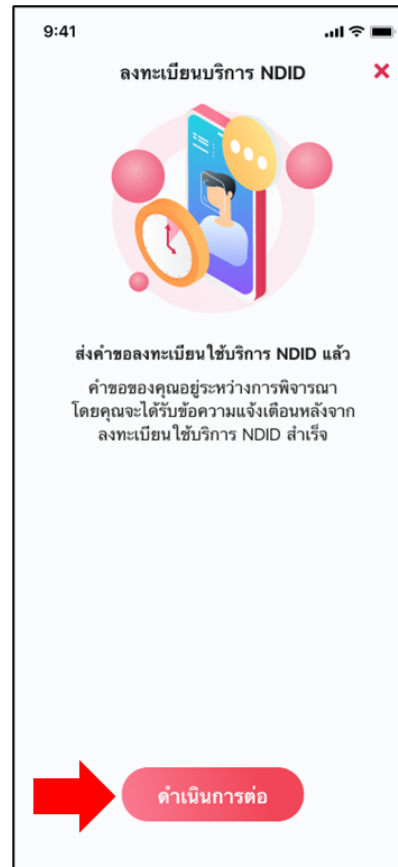 9:41
ลงทะเบียนบริการ NDID
ส่งคำขอลงทะเบียนใช้บริการ NDID แล้ว
คำขอของคุณอยู่ระหว่างการพิจารณา
โดยคุณจะได้รับข้อความแจ้งเตือนหลังจาก
ลงทะเบียนใช้บริการ NDID สำเร็จ
ดำเนินการต่อ